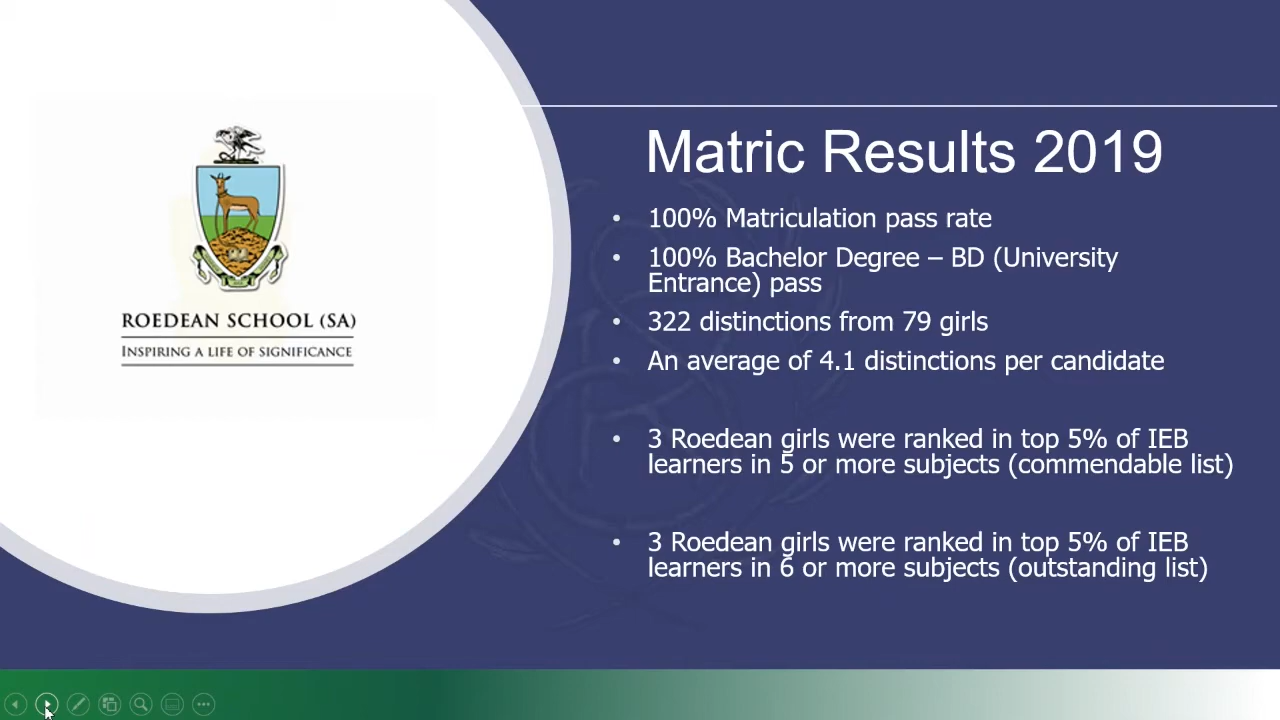 ROEDEAN SCHOOL (SA)
INSPIRING A LIFE OF SIGNIFICANCE
Matric Results 2019
• 100% Matriculation pass rate
• 100% Bachelor Degree – BD (University
Entrance) pass
• 322 distinctions from 79 girls
• An average of 4.1 distinctions per candidate
• 3 Roedean girls were ranked in top 5% of IEB
learners in 5 or more subjects (commendable list)
• 3 Roedean girls were ranked in top 5% of IEB
learners in 6 or more subjects (outstanding list)